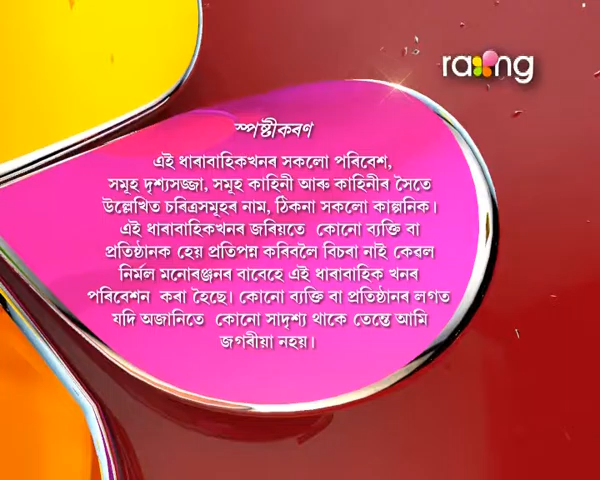 rang
স্পষ্টীকৰণ
এই ধাৰাবাহিকখনৰ সকলো পৰিবেশ,
সমূহ দৃশ্যসজ্জা, সমূহ কাহিনী আৰু কাহিনীৰ সৈতে
উল্লেখিত চৰিত্ৰসমূহৰ নাম, ঠিকনা সকলো কাল্পনিক।
এই ধাৰাবাহিকখনৰ জৰিয়তে কোনো ব্যক্তি বা
প্ৰতিষ্ঠানক হেয় প্ৰতিপন্ন কৰিবলৈ বিচৰা নাই কেৱল
নিৰ্মল মনোৰঞ্জনৰ বাবেহে এই ধাৰাবাহিক খনৰ
পৰিবেশন কৰা হৈছে। কোনো ব্যক্তি বা প্ৰতিষ্ঠানৰ লগত
যদি অজানিতে কোনো সাদৃশ্য থাকে তেন্তে আমি
জগৰীয়া নহয়।